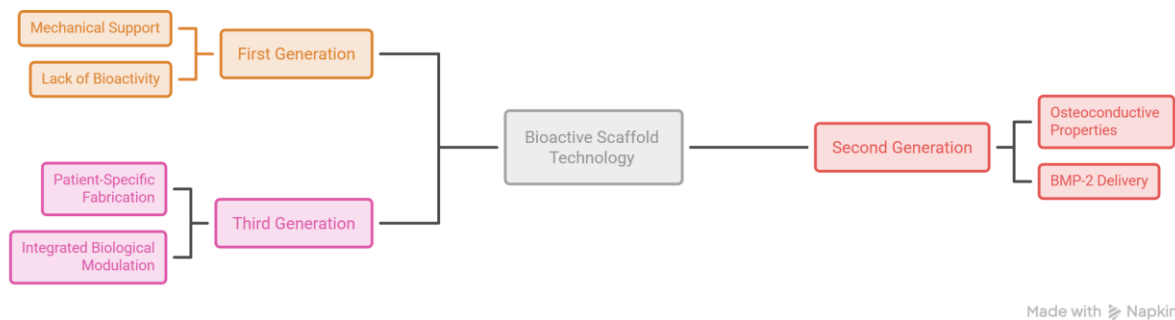 Mechanical Support
Lack of Bioactivity
First Generation
Patient-Specific
Fabrication
Integrated Biological
Modulation
Third Generation
Bioactive Scaffold
Technology
Second Generation
Osteoconductive
Properties
BMP-2 Delivery
Made with Napkin